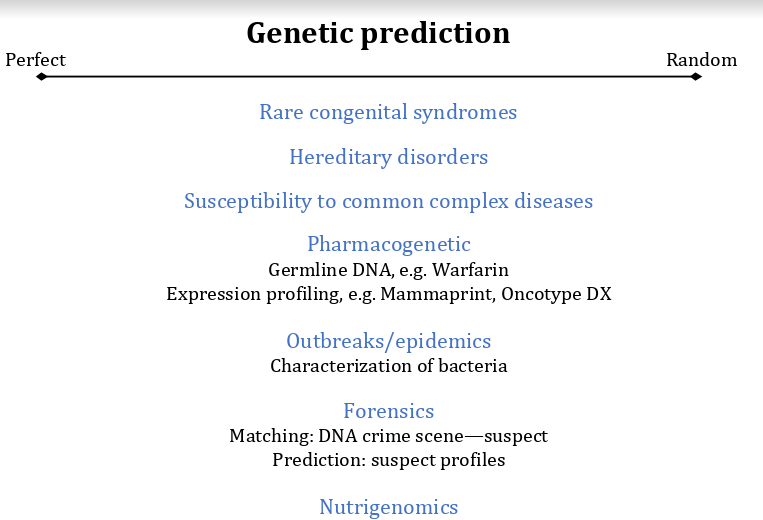 Genetic prediction
Perfect
Random
Rare congenital syndromes
Hereditary disorders
Susceptibility to common complex diseases
Pharmacogenetic
Germline DNA, e.g. Warfarin
Expression profiling, e.g. Mammaprint, Oncotype DX
Outbreaks/epidemics
Characterization of bacteria
Forensics
Matching: DNA crime scene—suspect
Prediction: suspect profiles
Nutrigenomics